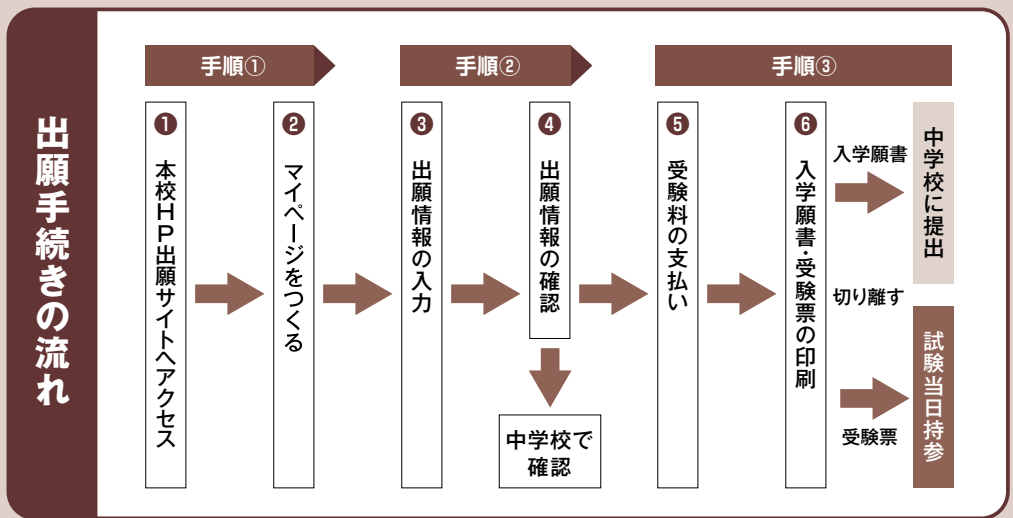 出願手続きの流れ
手順①
手順②
手順③
❶
本校HP出願サイトへアクセス
❷
マイページをつくる
❸
出願情報の入力
❹
出願情報の確認
中学校で
確認
❺
受験料の支払い
❻
入学願書・受験票の印刷
入学願書
中学校に提出
切り離す
受験票
試験当日持参